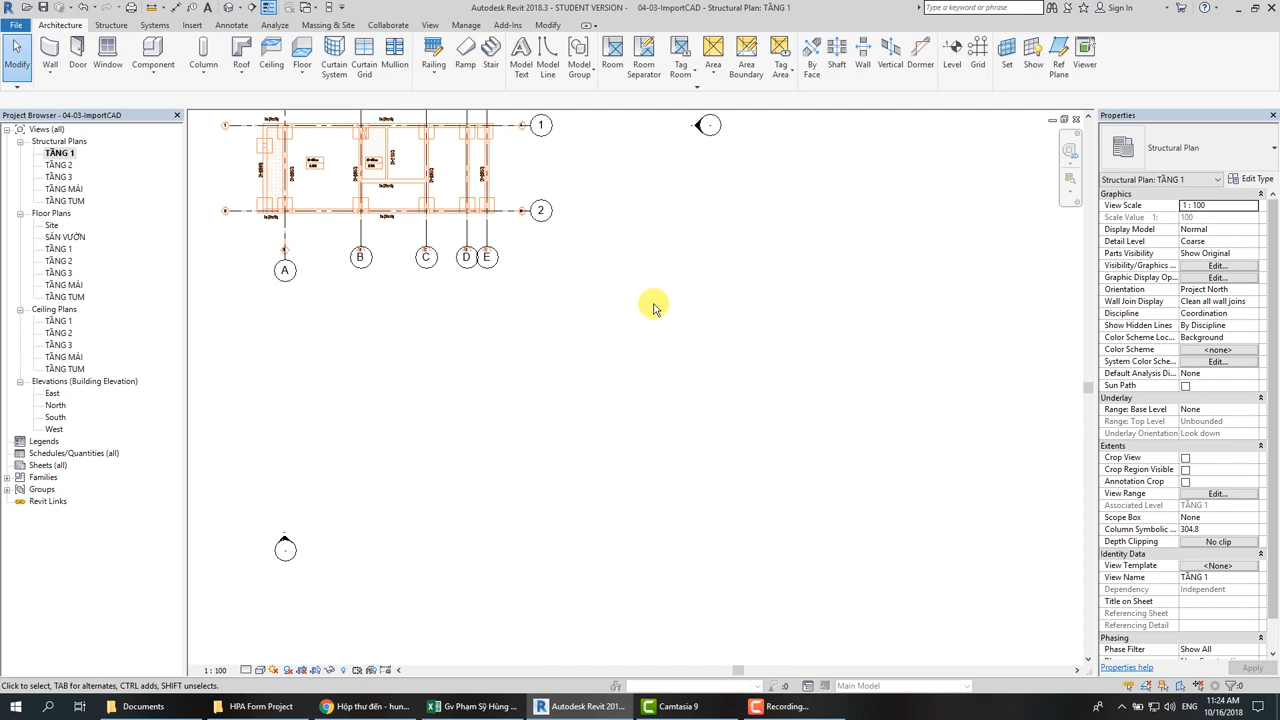 Autodesk Revit 2018.3 - STUDENT VERSION - 04-03-ImportCAD - Structural Plan: TẦNG 1
Type a keyword or phrase
Sign In
File Architecture Structure Systems Insert Annotate Analyze Massing & Site Collaborate View Manage Add-Ins Modify
Modify Wall Door Window Component Column Roof Ceiling Floor Curtain System Curtain Grid Mullion Railing Ramp Stair Model Text Model Line Model Group Room Room Separator Tag Room Area Area Boundary Tag Area By Face Shaft Wall Vertical Dormer Level Grid Set Show Ref Plane Viewer
Project Browser - 04-03-ImportCAD
Views (all)
Structural Plans
TẦNG 1
TẦNG 2
TẦNG 3
TẦNG MÁI
TẦNG TUM
Floor Plans
Site
SÂN VƯỜN
TẦNG 1
TẦNG 2
TẦNG 3
TẦNG MÁI
TẦNG TUM
Ceiling Plans
TẦNG 1
TẦNG 2
TẦNG 3
TẦNG MÁI
TẦNG TUM
Elevations (Building Elevation)
East
North
South
West
Legends
Schedules/Quantities (all)
Sheets (all)
Families
Groups
Revit Links
1
2
A B C D E
Properties
Structural Plan
Structural Plan: TẦNG 1 Edit Type
Graphics
View Scale 1 : 100
Scale Value 1: 100
Display Model Normal
Detail Level Coarse
Parts Visibility Show Original
Visibility/Graphics ... Edit...
Graphic Display Op... Edit...
Orientation Project North
Wall Join Display Clean all wall joins
Discipline Coordination
Show Hidden Lines By Discipline
Color Scheme Loc... Background
Color Scheme <none>
System Color Sche... Edit...
Default Analysis Di... None
Sun Path
Underlay
Range: Base Level None
Range: Top Level Unbounded
Underlay Orientation Look down
Extents
Crop View
Crop Region Visible
Annotation Crop
View Range Edit...
Associated Level TẦNG 1
Scope Box None
Column Symbolic ... 304.8
Depth Clipping No clip
Identity Data
View Template <None>
View Name TẦNG 1
Dependency Independent
Title on Sheet
Referencing Sheet
Referencing Detail
Phasing
Phase Filter Show All
Properties help Apply
1 : 100
Click to select, TAB for alternates, CTRL adds, SHIFT unselects.
:0
Main Model
:0
Documents
HPA Form Project
Hộp thư đến - hun...
Gv Phạm Sỹ Hùng ...
Autodesk Revit 201...
Camtasia 9
Recording...
ENG
11:24 AM
10/16/2018